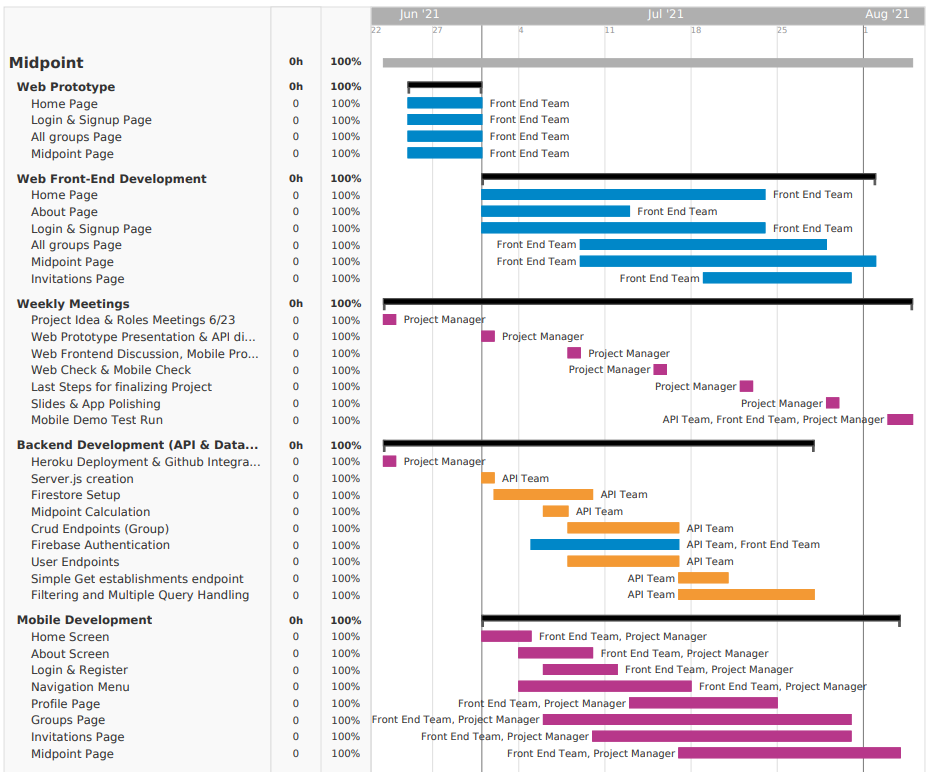 Jun '21 Jul '21 Aug '21
22 27 4 11 18 25 1
Midpoint 0h 100%
Web Prototype 0h 100%
Home Page 0 100% Front End Team
Login & Signup Page 0 100% Front End Team
All groups Page 0 100% Front End Team
Midpoint Page 0 100% Front End Team
Web Front-End Development 0h 100%
Home Page 0 100% Front End Team
About Page 0 100% Front End Team
Login & Signup Page 0 100% Front End Team
All groups Page 0 100% Front End Team
Midpoint Page 0 100% Front End Team
Invitations Page 0 100% Front End Team
Weekly Meetings 0h 100%
Project Idea & Roles Meetings 6/23 0 100% Project Manager
Web Prototype Presentation & API di... 0 100% Project Manager
Web Frontend Discussion, Mobile Pro... 0 100% Project Manager
Web Check & Mobile Check 0 100% Project Manager
Last Steps for finalizing Project 0 100% Project Manager
Slides & App Polishing 0 100% Project Manager
Mobile Demo Test Run 0 100% API Team, Front End Team, Project Manager
Backend Development (API & Data... 0h 100%
Heroku Deployment & Github Integra... 0 100% Project Manager
Server.js creation 0 100% API Team
Firestore Setup 0 100% API Team
Midpoint Calculation 0 100% API Team
Crud Endpoints (Group) 0 100% API Team
Firebase Authentication 0 100% API Team, Front End Team
User Endpoints 0 100% API Team
Simple Get establishments endpoint 0 100% API Team
Filtering and Multiple Query Handling 0 100% API Team
Mobile Development 0h 100%
Home Screen 0 100% Front End Team, Project Manager
About Screen 0 100% Front End Team, Project Manager
Login & Register 0 100% Front End Team, Project Manager
Navigation Menu 0 100% Front End Team, Project Manager
Profile Page 0 100% Front End Team, Project Manager
Groups Page 0 100% Front End Team, Project Manager
Invitations Page 0 100% Front End Team, Project Manager
Midpoint Page 0 100% Front End Team, Project Manager